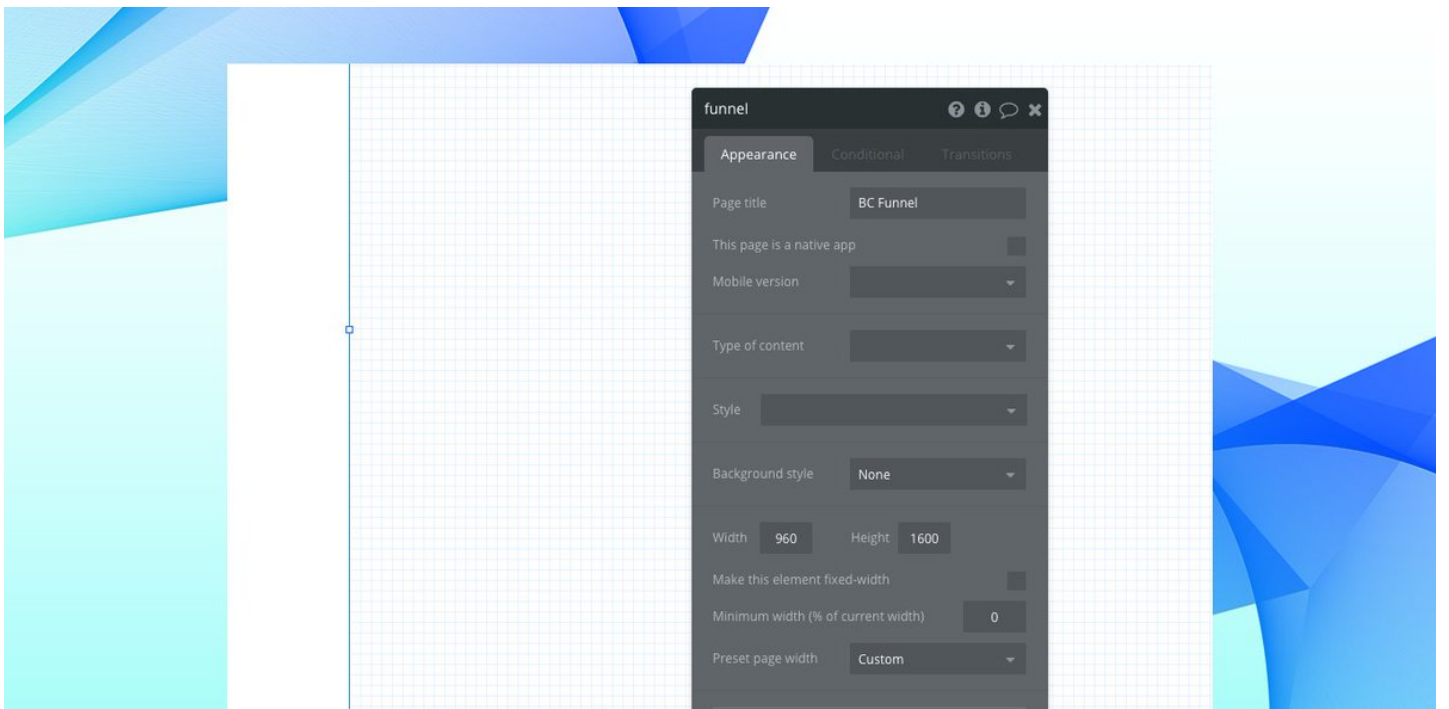 funnel
Appearance Conditional Transitions
Page title BC Funnel
This page is a native app
Mobile version
Type of content
Style
Background style None
Width 960 Height 1600
Make this element fixed-width
Minimum width (% of current width) 0
Preset page width Custom